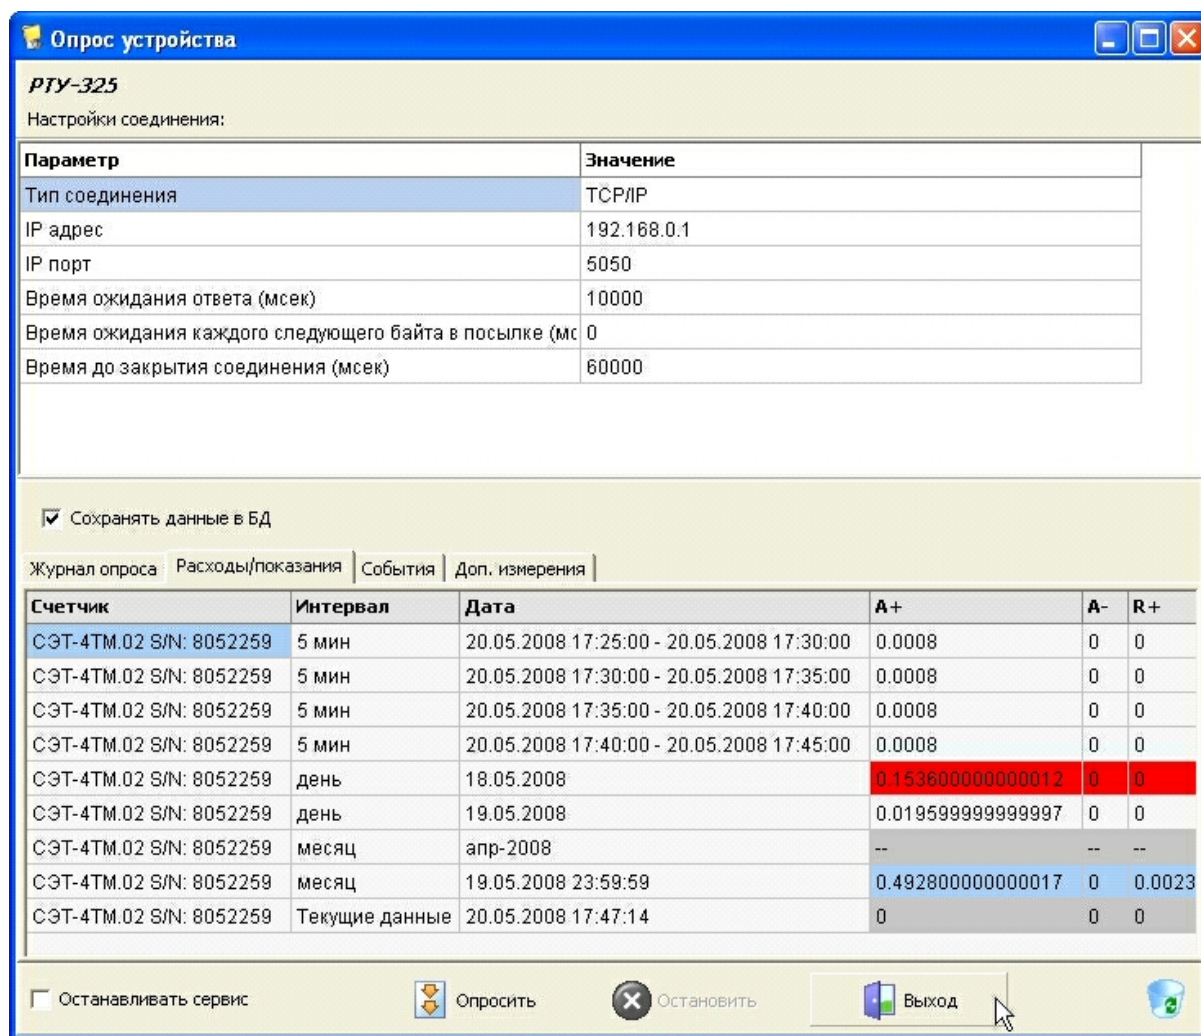 Опрос устройства
РТУ-325
Настройки соединения:
Параметр Значение
Тип соединения TCP/IP
IP адрес 192.168.0.1
IP порт 5050
Время ожидания ответа (мсек) 10000
Время ожидания каждого следующего байта в посылке (мс 0
Время до закрытия соединения (мсек) 60000
Сохранять данные в БД
Журнал опроса Расходы/показания События Доп. измерения
Счетчик Интервал Дата A+ A- R+
СЭТ-4ТМ.02 S/N: 8052259 5 мин 20.05.2008 17:25:00 - 20.05.2008 17:30:00 0.0008 0 0
СЭТ-4ТМ.02 S/N: 8052259 5 мин 20.05.2008 17:30:00 - 20.05.2008 17:35:00 0.0008 0 0
СЭТ-4ТМ.02 S/N: 8052259 5 мин 20.05.2008 17:35:00 - 20.05.2008 17:40:00 0.0008 0 0
СЭТ-4ТМ.02 S/N: 8052259 5 мин 20.05.2008 17:40:00 - 20.05.2008 17:45:00 0.0008 0 0
СЭТ-4ТМ.02 S/N: 8052259 день 18.05.2008 0.153600000000012 0 0
СЭТ-4ТМ.02 S/N: 8052259 день 19.05.2008 0.019599999999997 0 0
СЭТ-4ТМ.02 S/N: 8052259 месяц апр-2008 -- -- --
СЭТ-4ТМ.02 S/N: 8052259 месяц 19.05.2008 23:59:59 0.492800000000017 0 0.0023
СЭТ-4ТМ.02 S/N: 8052259 Текущие данные 20.05.2008 17:47:14 0 0 0
Останавливать сервис Опросить Остановить Выход